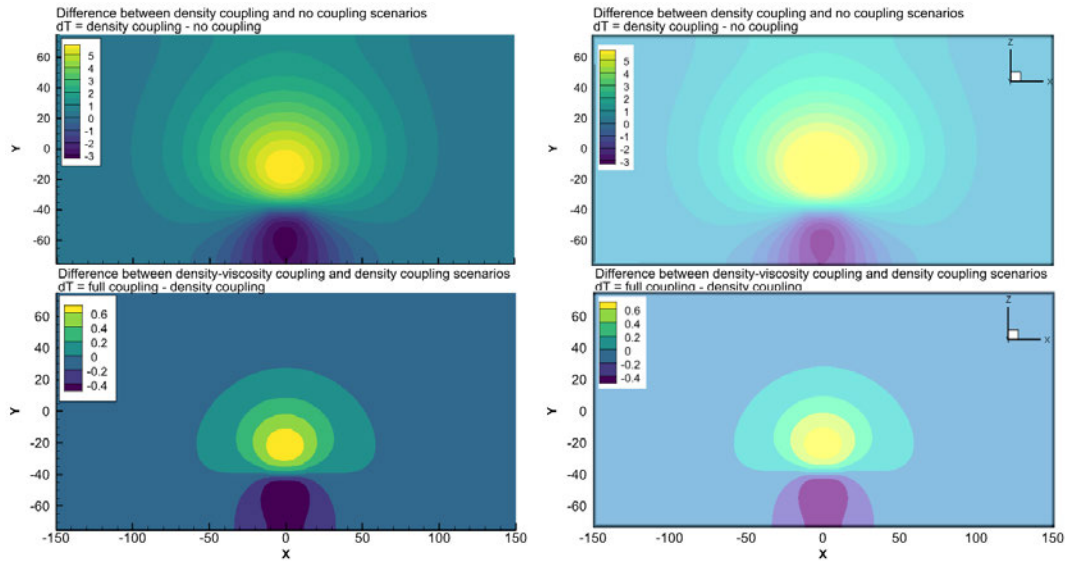 Difference between density coupling and no coupling scenarios
dT = density coupling - no coupling
5
4
3
2
1
0
-1
-2
-3
60
40
20
0
-20
-40
-60
Y
Difference between density coupling and no coupling scenarios
dT = density coupling - no coupling
5
4
3
2
1
0
-1
-2
-3
60
40
20
0
-20
-40
-60
Y
Z
X
Difference between density-viscosity coupling and density coupling scenarios
dT = full coupling - density coupling
0.6
0.4
0.2
0
-0.2
-0.4
60
40
20
0
-20
-40
-60
Y
-150 -100 -50 0 50 100 150
X
Difference between density-viscosity coupling and density coupling scenarios
dT = full coupling - density coupling
0.6
0.4
0.2
0
-0.2
-0.4
60
40
20
0
-20
-40
-60
Y
Z
X
-150 -100 -50 0 50 100 150
X